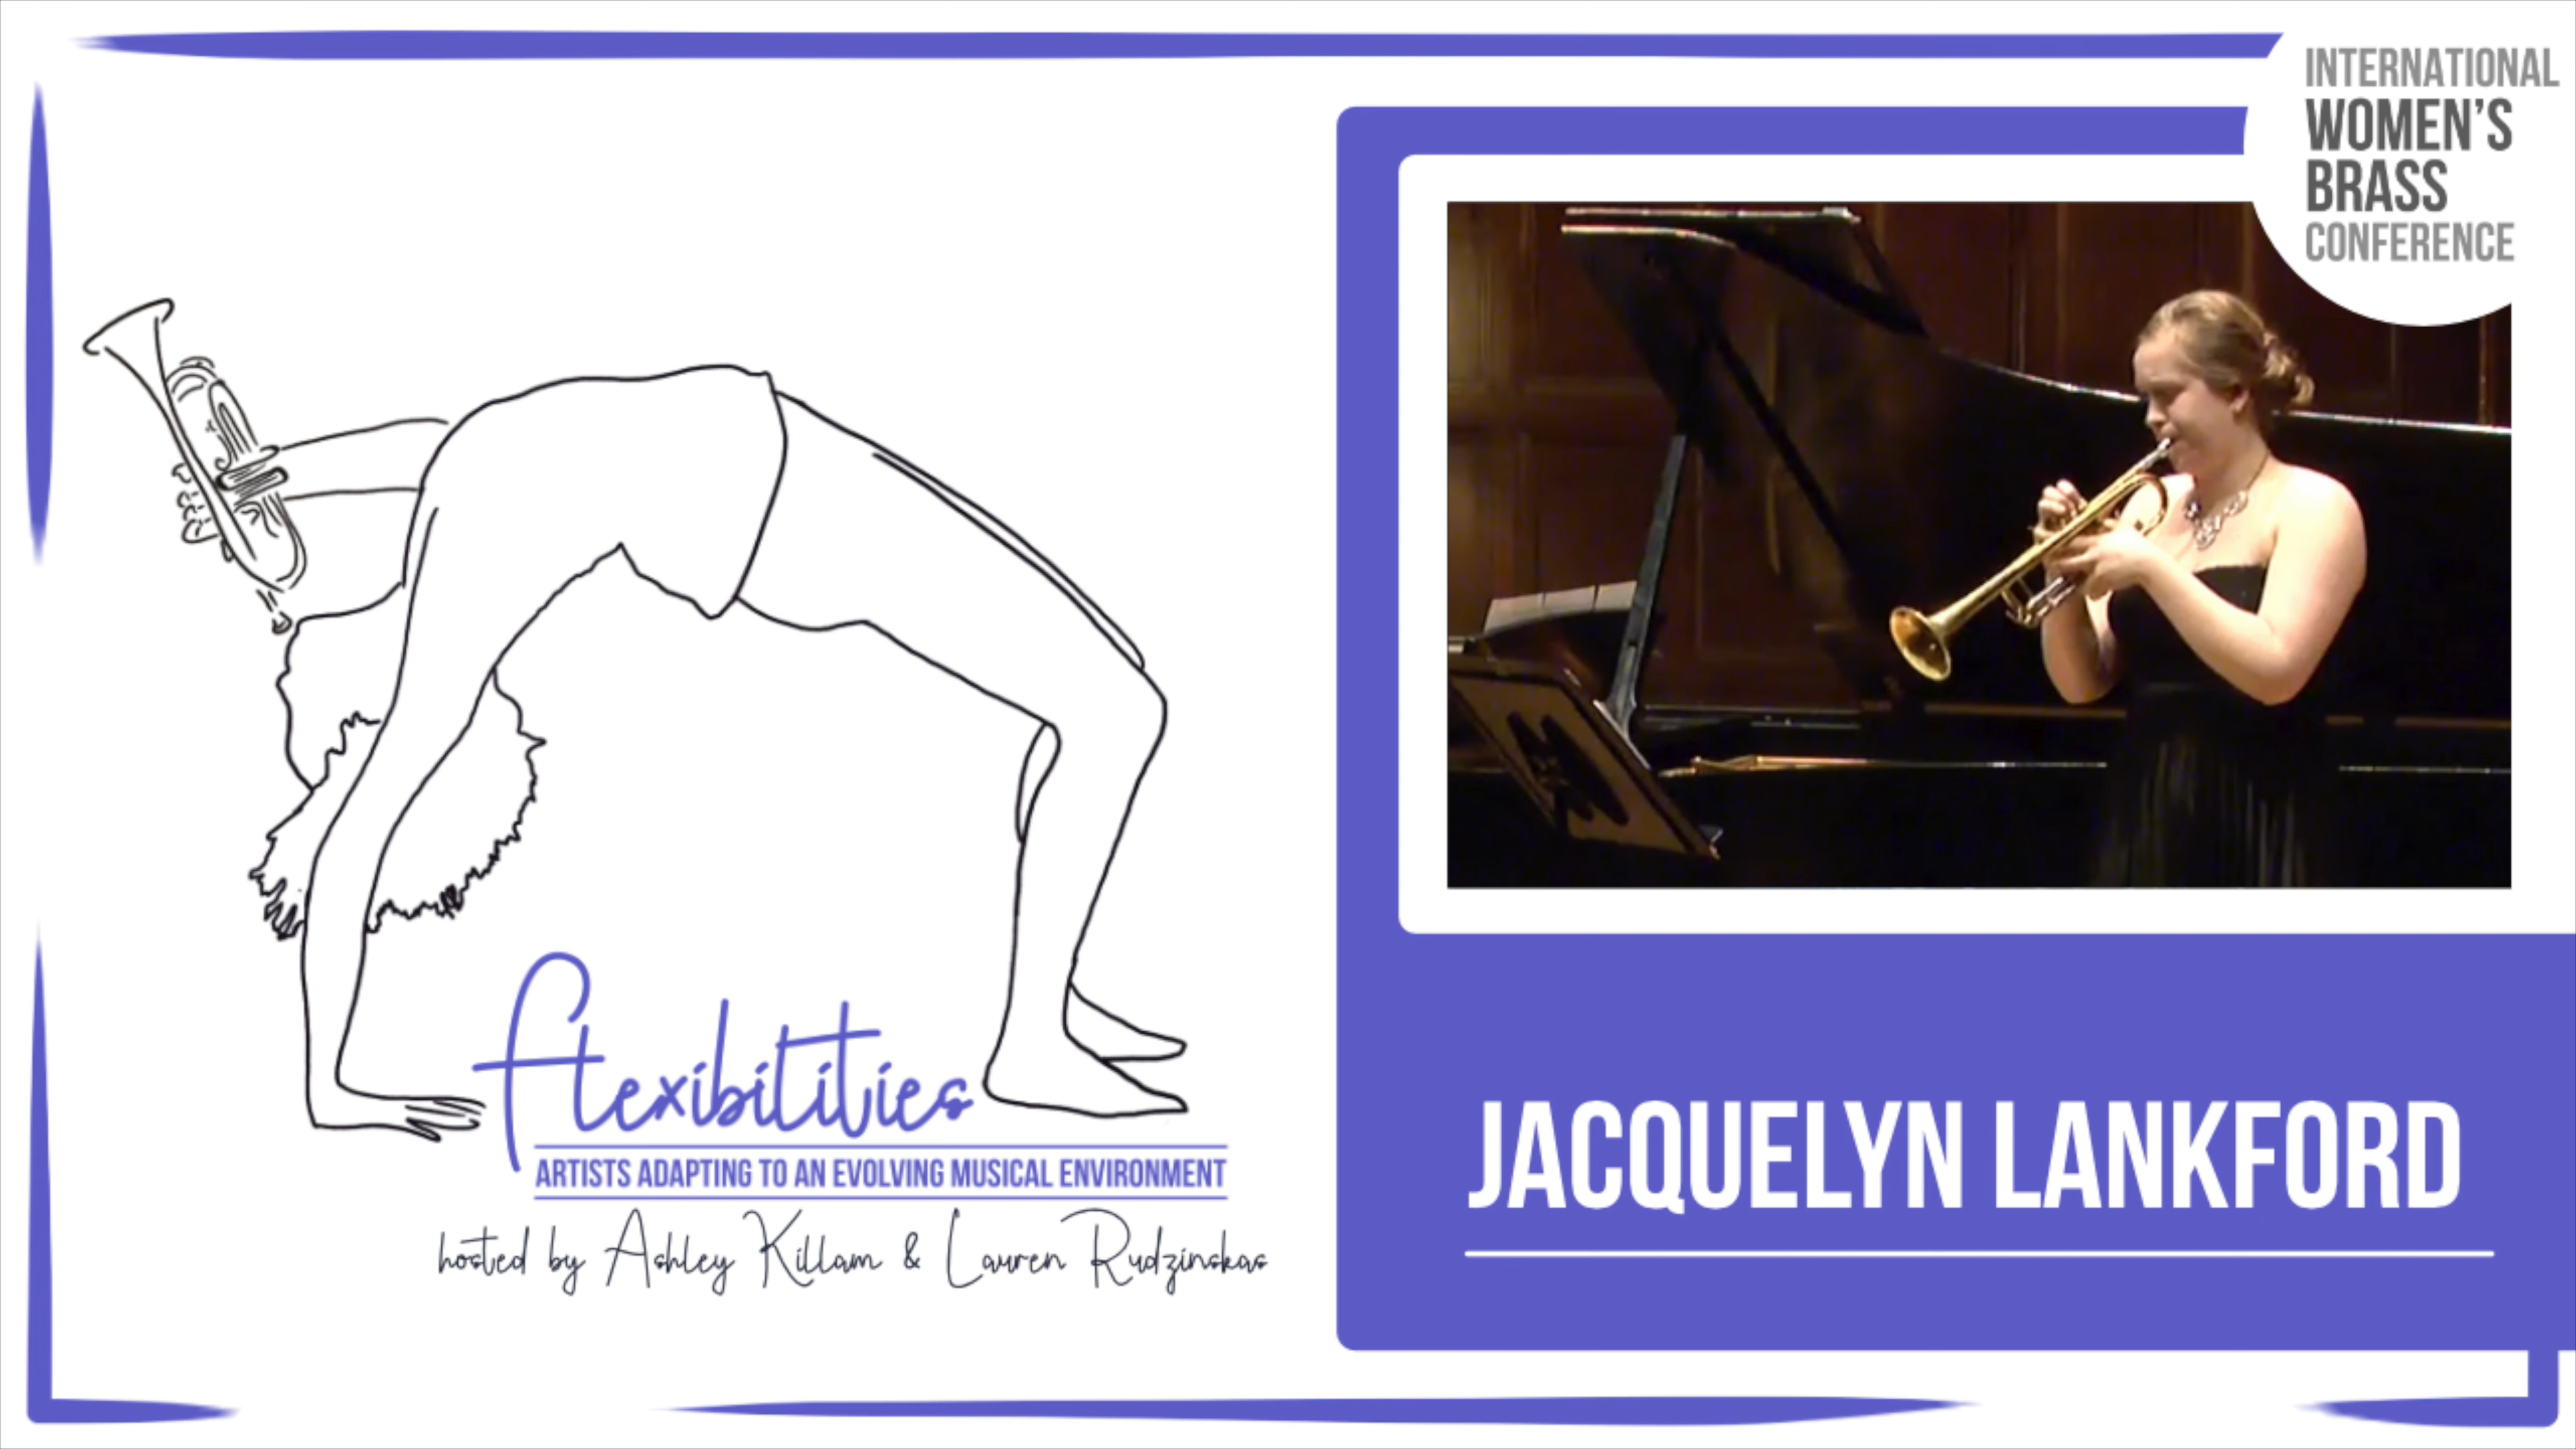 INTERNATIONAL
WOMEN'S
BRASS
CONFERENCE
flexibilities
ARTISTS ADAPTING TO AN EVOLVING MUSICAL ENVIRONMENT
hosted by Ashley Killam & Lauren Rudzinskas
JACQUELYN LANKFORD